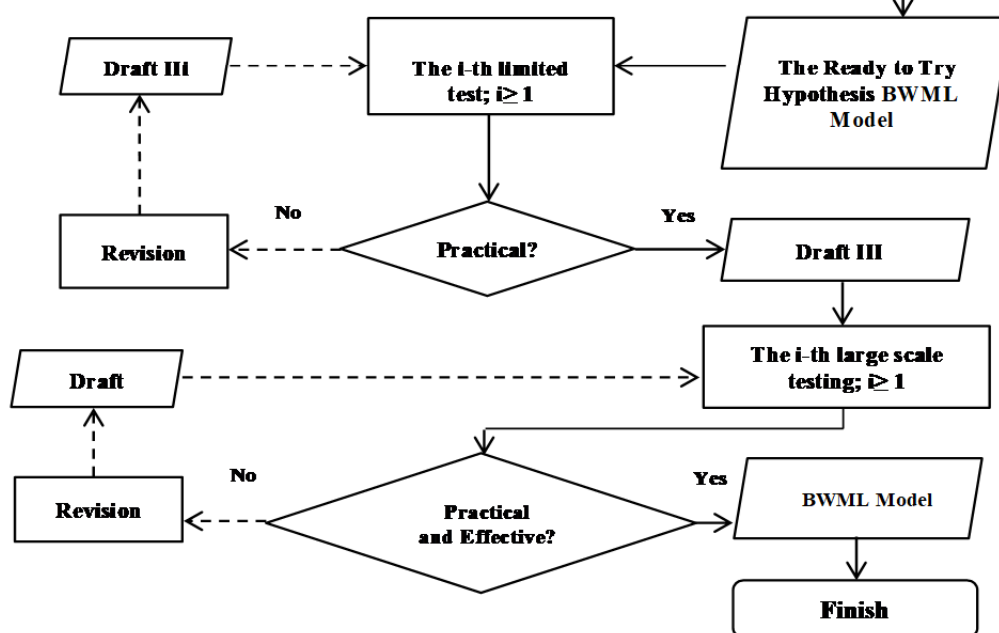 Draft IIi
The i-th limited
test; i≥ 1
The Ready to Try
Hypothesis BWML
Model
No
Yes
Revision
Practical?
Draft III
Draft
The i-th large scale
testing; i≥ 1
No
Yes
Revision
Practical
and Effective?
BWML Model
Finish